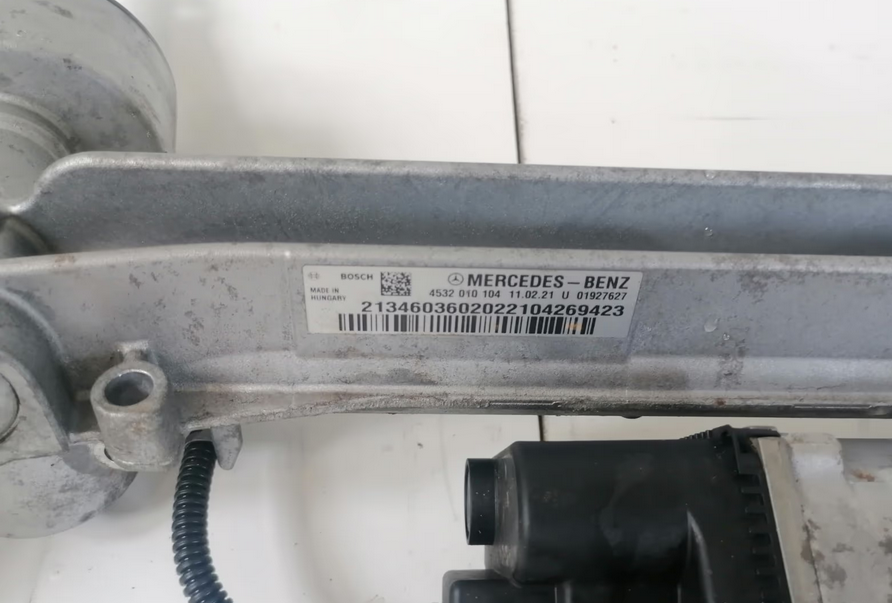 BOSCH MERCEDES-BENZ
MADE IN HUNGARY 4532 010 104 11.02.21 U 01927627
2134603602022104269423